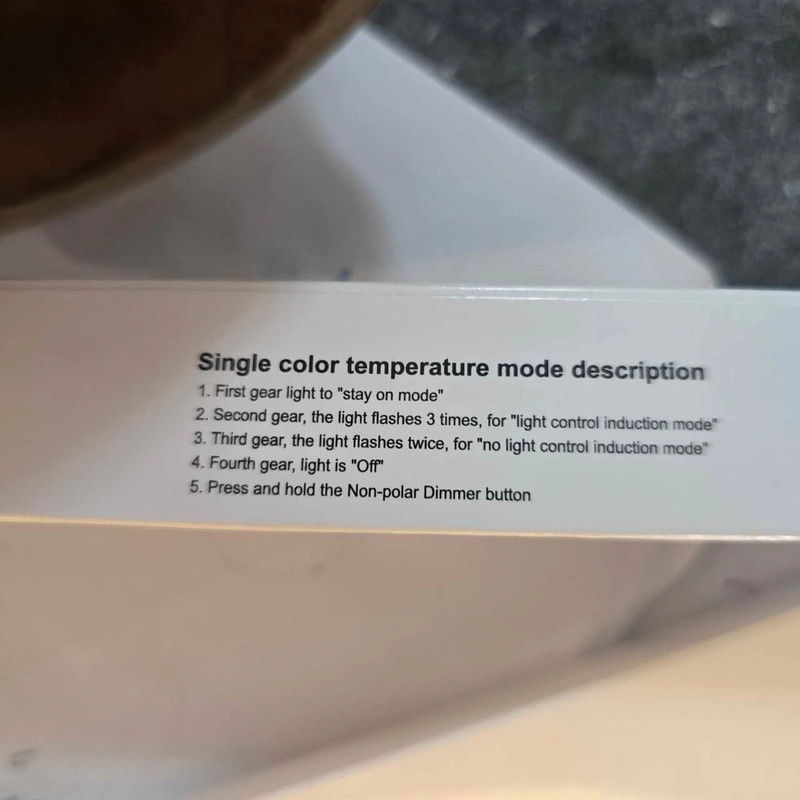 Single color temperature mode description
1. First gear light to "stay on mode"
2. Second gear, the light flashes 3 times, for "light control induction mode"
3. Third gear, the light flashes twice, for "no light control induction mode"
4. Fourth gear, light is "Off"
5. Press and hold the Non-polar Dimmer button